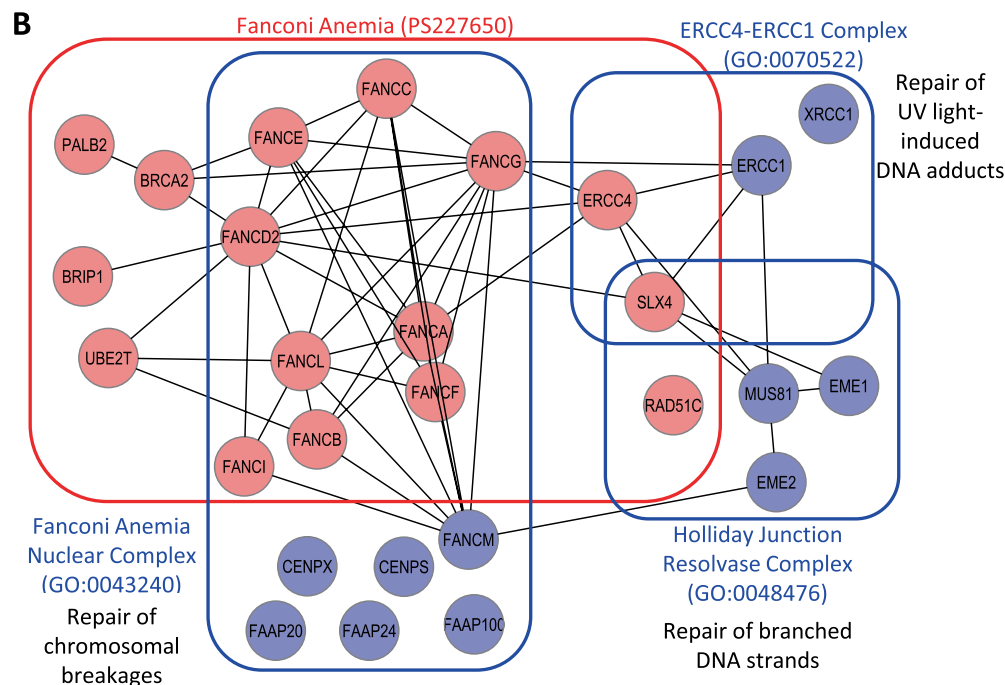 B
Fanconi Anemia (PS227650)
ERCC4-ERCC1 Complex
(GO:0070522)
Repair of
UV light-
induced
DNA adducts
FANCC
XRCC1
FANCE
PALB2
FANCG
ERCC1
BRCA2
ERCC4
FANCD2
BRIP1
SLX4
FANCA
UBE2T
FANCL
FANCF
MUS81
EME1
RAD51C
FANCB
FANCI
EME2
Fanconi Anemia
Nuclear Complex
(GO:0043240)
Repair of
chromosomal
breakages
FANCM
CENPX
CENPS
FAAP20
FAAP24
FAAP100
Holliday Junction
Resolvase Complex
(GO:0048476)
Repair of branched
DNA strands